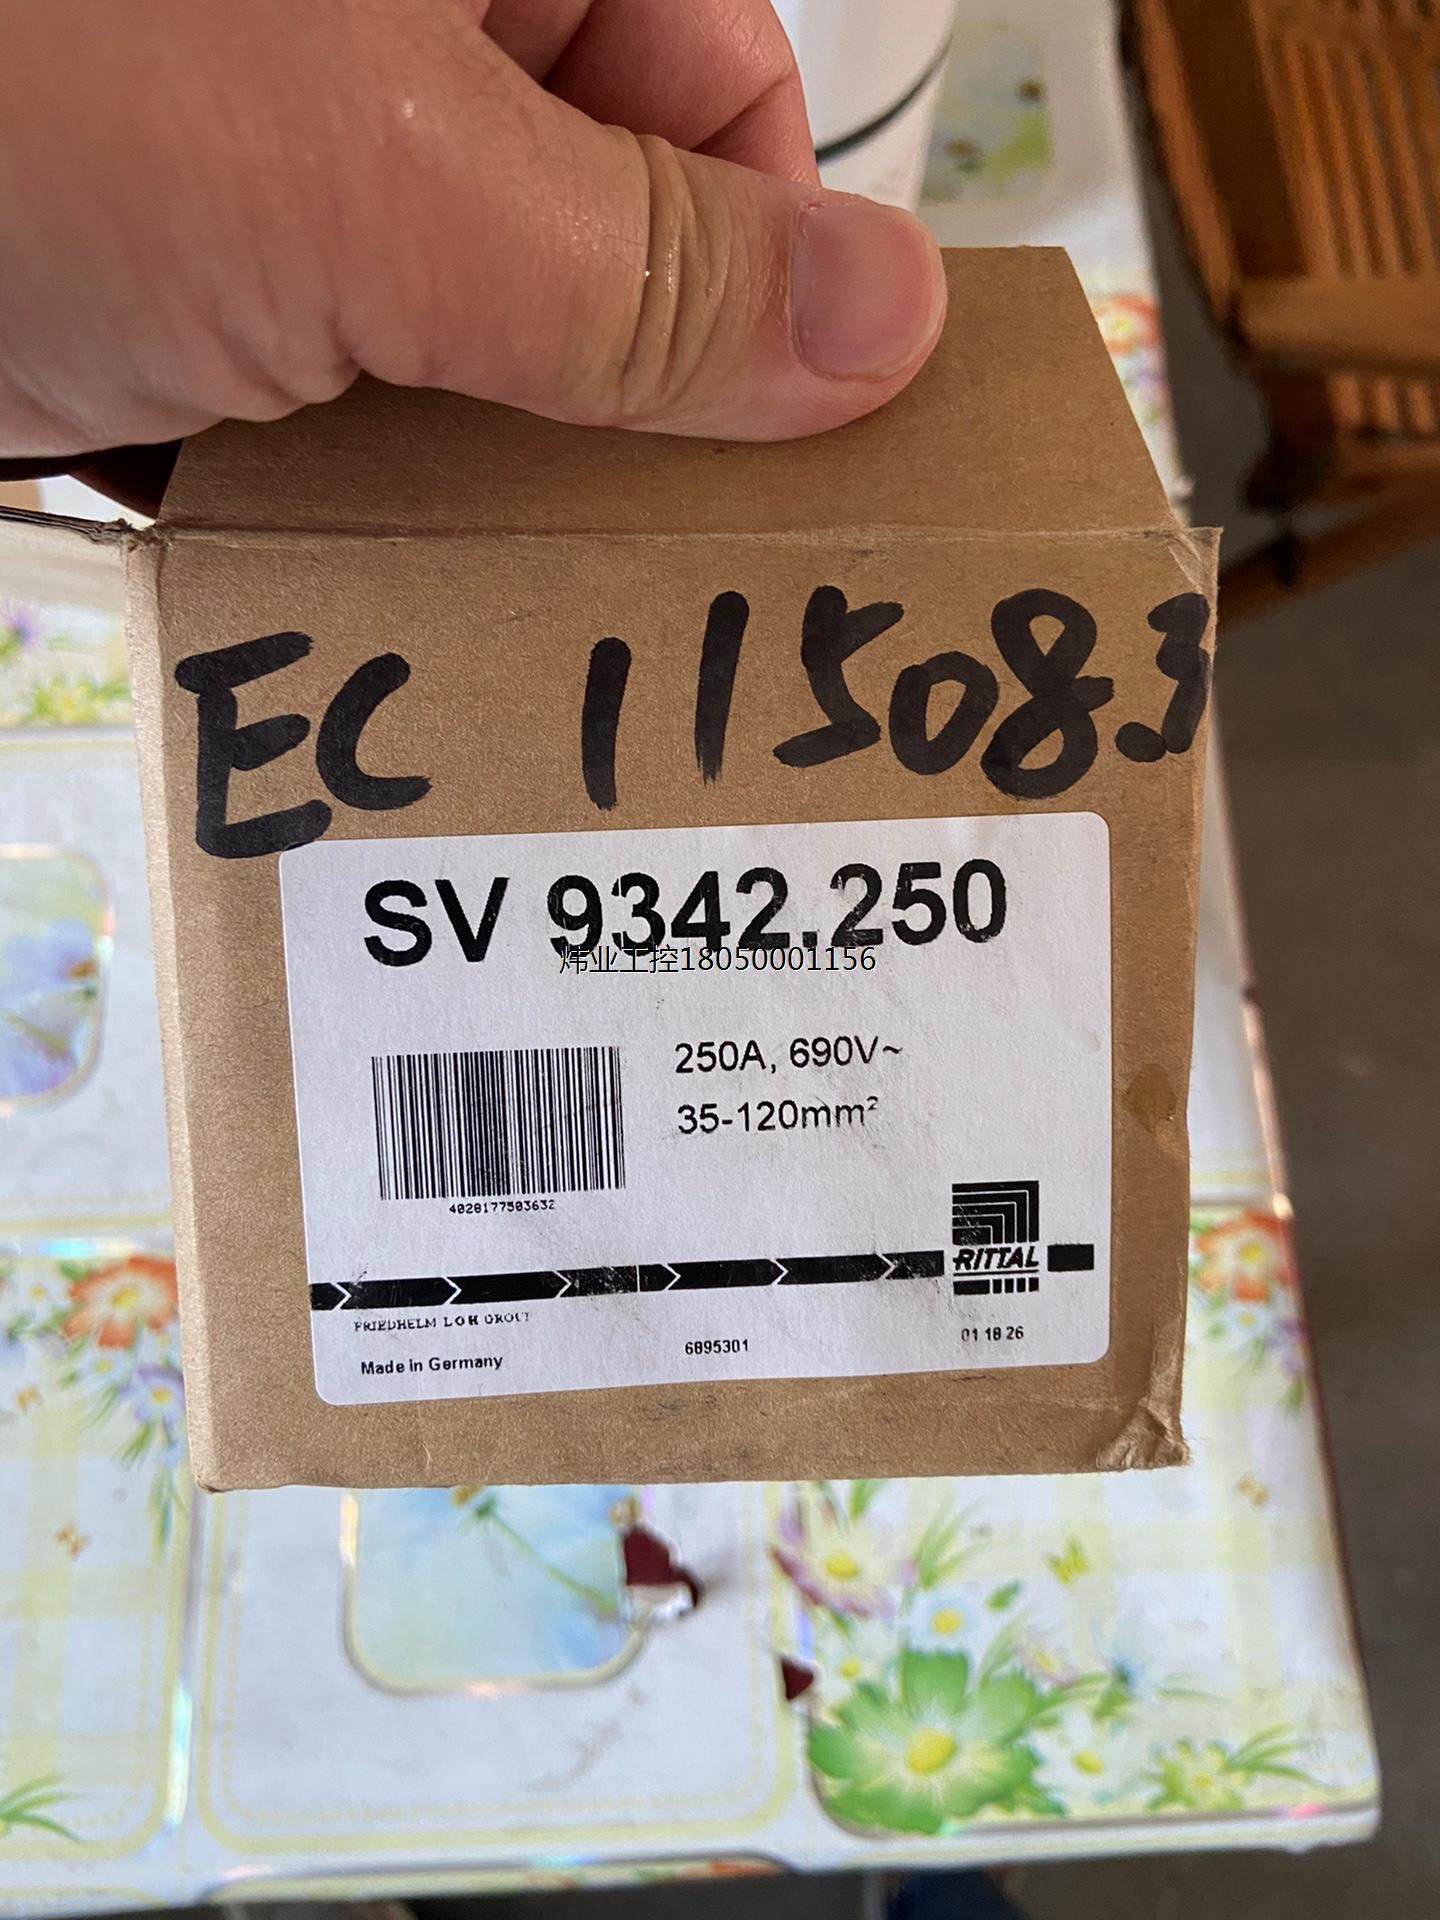 EC 115083
SV 9342.250
炜业工控18050001156
250A, 690V~
35-120mm²
4028177503632
RITTAL
FRIEDHELM LOH GROUP
6895301
01 18 26
Made in Germany